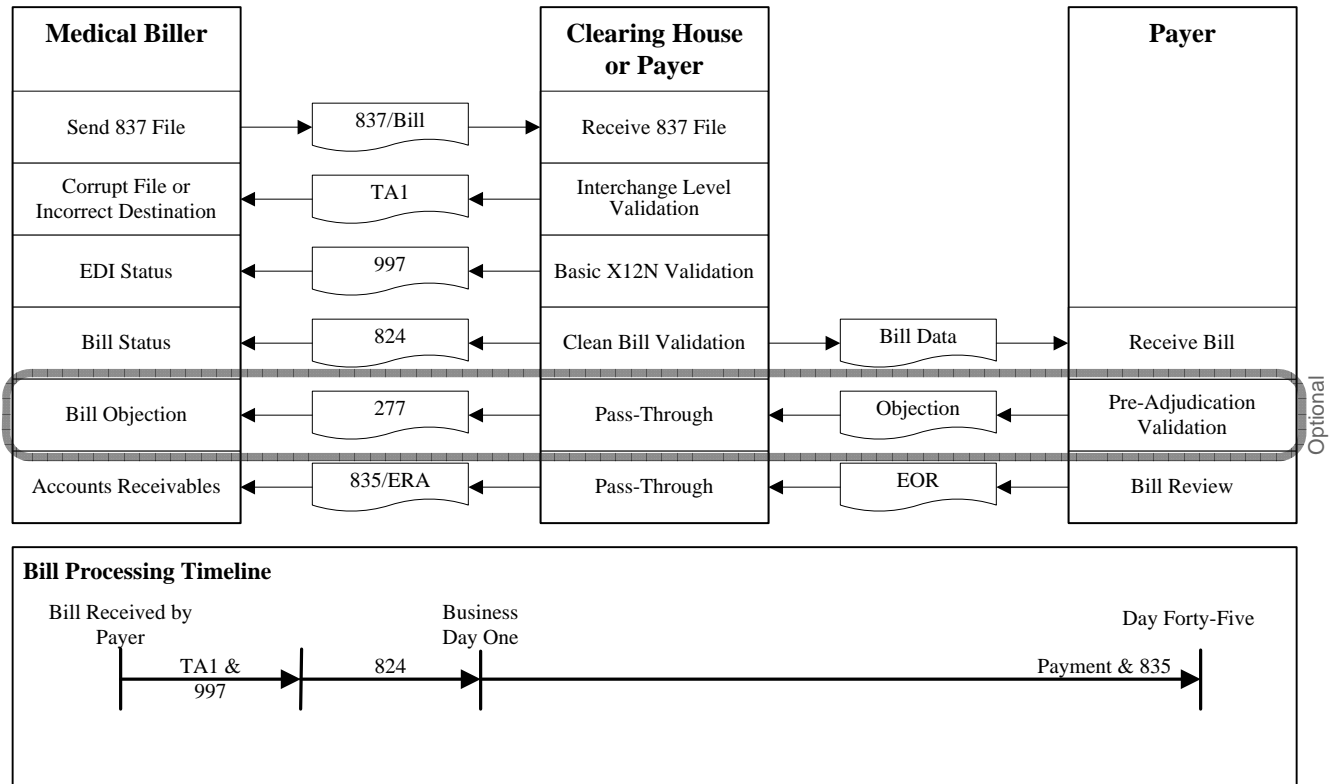 Medical Biller
Clearing House
or Payer
Payer
Send 837 File
837/Bill
Receive 837 File
Corrupt File or
Incorrect Destination
TA1
Interchange Level
Validation
EDI Status
997
Basic X12N Validation
Bill Status
824
Clean Bill Validation
Bill Data
Receive Bill
Bill Objection
277
Pass-Through
Objection
Pre-Adjudication
Validation
Optional
Accounts Receivables
835/ERA
Pass-Through
EOR
Bill Review
Bill Processing Timeline
Bill Received by
Payer
Business
Day One
Day Forty-Five
TA1 &
997
824
Payment & 835